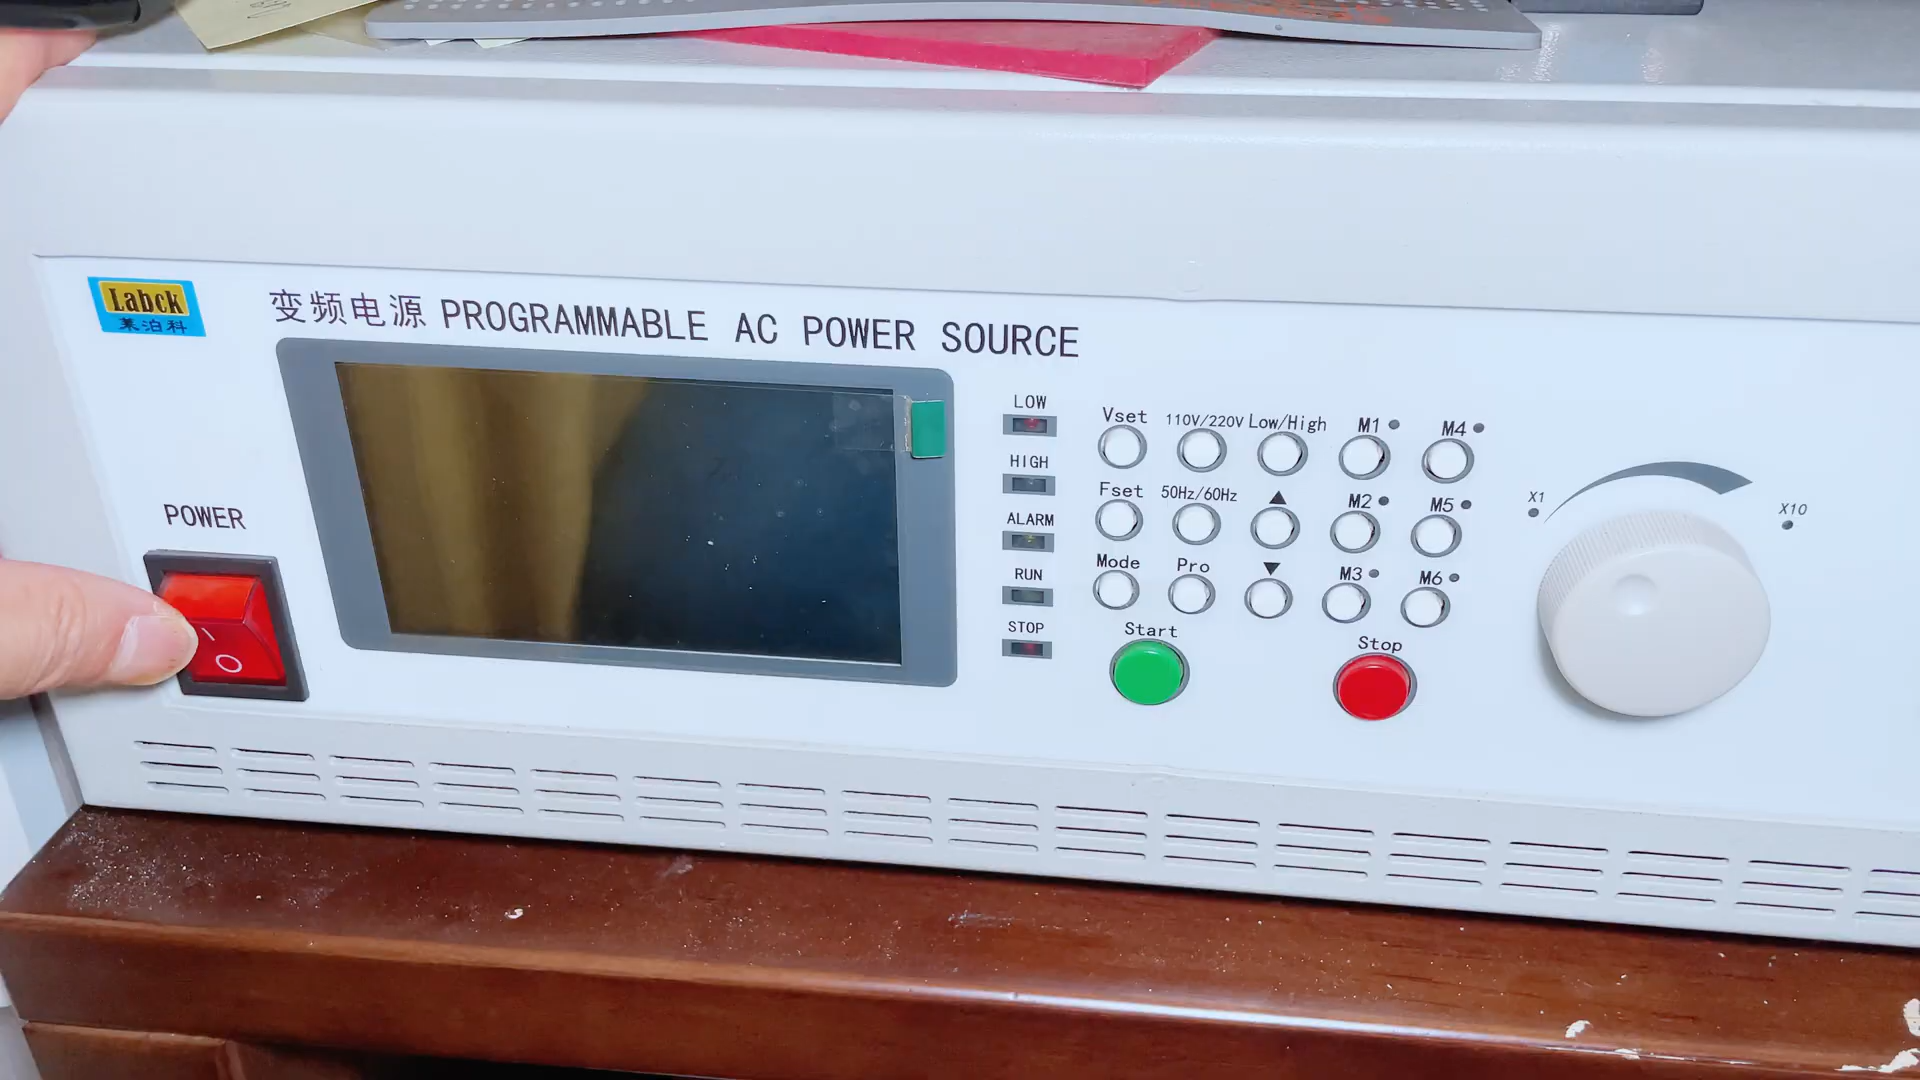 Labck
莱泊科
变频电源 PROGRAMMABLE AC POWER SOURCE
POWER
I
O
LOW
HIGH
ALARM
RUN
STOP
Vset 110V/220V Low/High M1 M4
Fset 50Hz/60Hz ▲ M2 M5
Mode Pro ▼ M3 M6
Start Stop
X1 X10